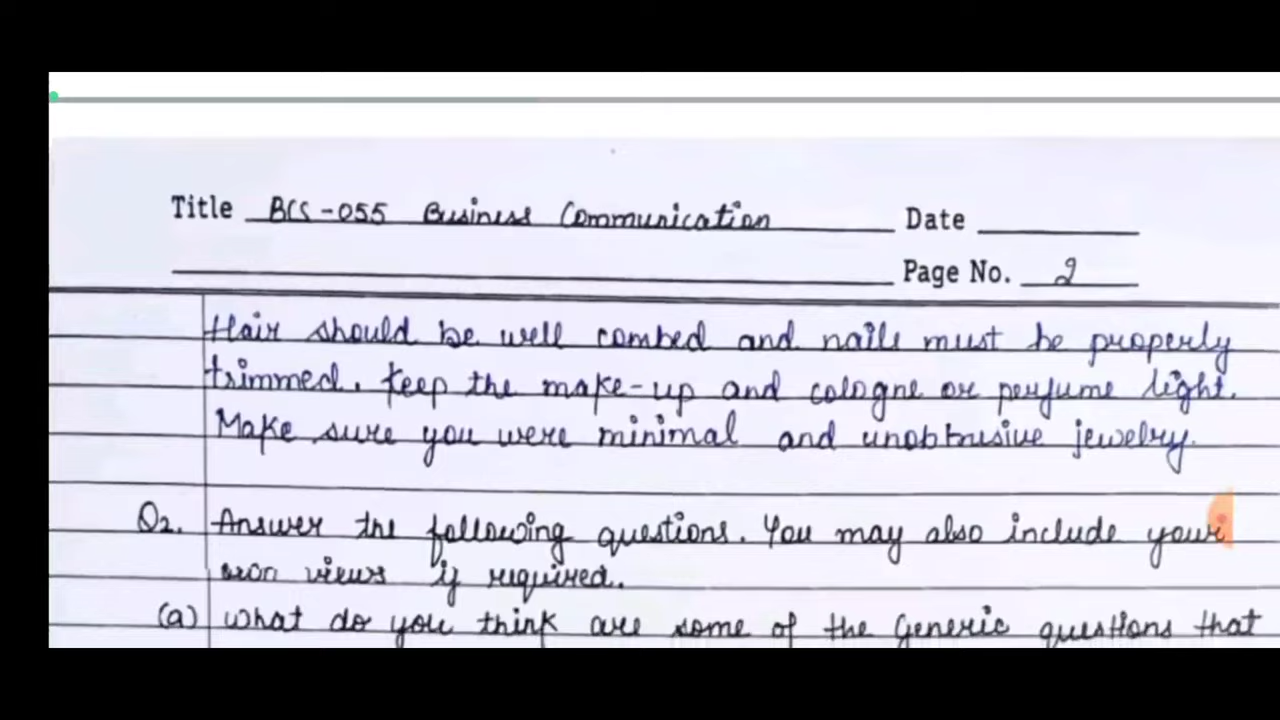 Title BCS-055 Business Communication Date
Page No. 2
Hair should be well combed and nails must be properly
trimmed. Keep the make-up and cologne or perfume light.
Make sure you were minimal and unobtrusive jewelry.
Q2. Answer the following questions. You may also include your
own views if required.
(a) What do you think are some of the Generic questions that